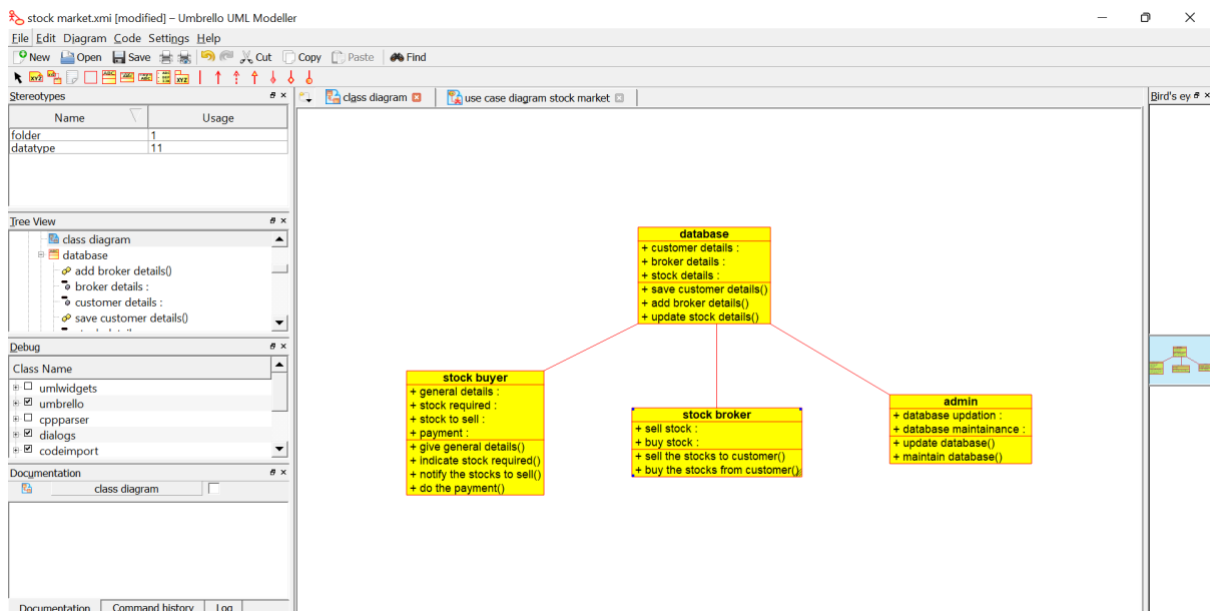 stock market.xmi [modified] – Umbrello UML Modeller
File Edit Diagram Code Settings Help
New Open Save Cut Copy Paste Find
Stereotypes
Name Usage
folder 1
datatype 11
Tree View
class diagram
database
add broker details()
broker details :
customer details :
save customer details()
Debug
Class Name
umlwidgets
umbrello
cppparser
dialogs
codeimport
Documentation
class diagram
Documentation Command history Log
class diagram use case diagram stock market
database
+ customer details :
+ broker details :
+ stock details :
+ save customer details()
+ add broker details()
+ update stock details()
stock buyer
+ general details :
+ stock required :
+ stock to sell :
+ payment :
+ give general details()
+ indicate stock required()
+ notify the stocks to sell()
+ do the payment()
stock broker
+ sell stock :
+ buy stock :
+ sell the stocks to customer()
+ buy the stocks from customer()
admin
+ database updation :
+ database maintainance :
+ update database()
+ maintain database()
Bird's ey